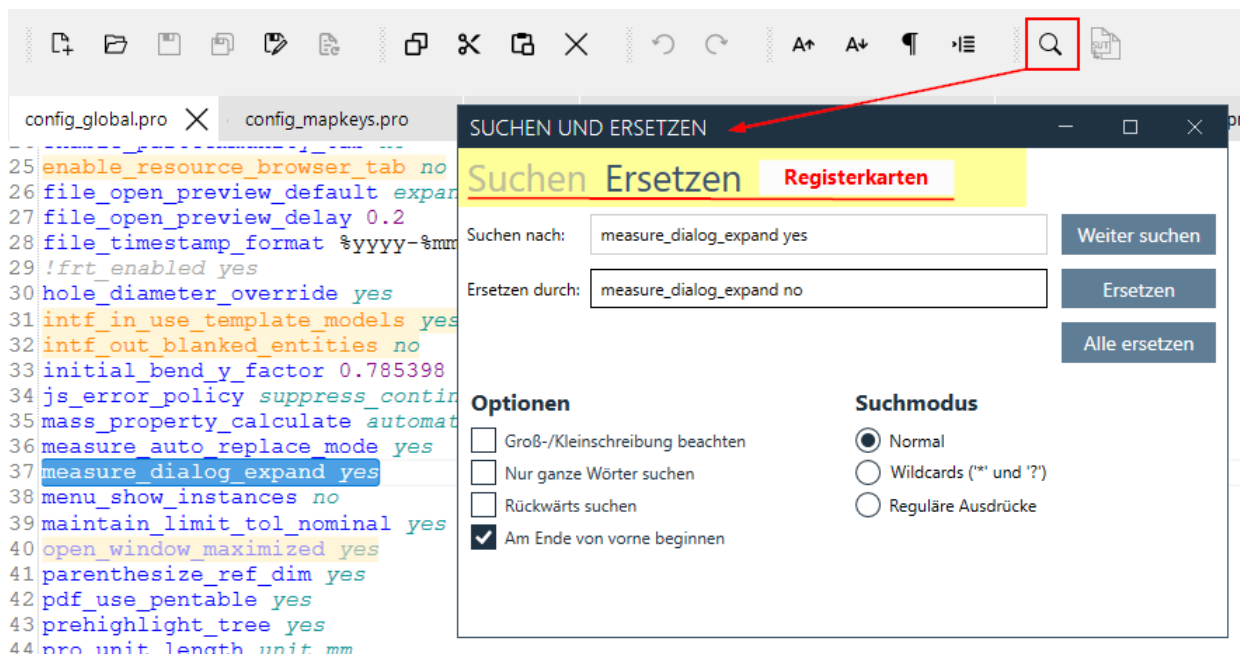 A A ¶ SUT
config_global.pro config_mapkeys.pro
SUCHEN UND ERSETZEN
Suchen Ersetzen Registerkarten
Suchen nach: measure_dialog_expand yes Weiter suchen
Ersetzen durch: measure_dialog_expand no Ersetzen
Alle ersetzen
Optionen Suchmodus
Groß-/Kleinschreibung beachten Normal
Nur ganze Wörter suchen Wildcards ('*' und '?')
Rückwärts suchen Reguläre Ausdrücke
Am Ende von vorne beginnen
25 enable_resource_browser_tab no
26 file_open_preview_default expan
27 file_open_preview_delay 0.2
28 file_timestamp_format %yyyy-%mm
29 !frt_enabled yes
30 hole_diameter_override yes
31 intf_in_use_template_models yes
32 intf_out_blanked_entities no
33 initial_bend_y_factor 0.785398
34 js_error_policy suppress_contin
35 mass_property_calculate automat
36 measure_auto_replace_mode yes
37 measure_dialog_expand yes
38 menu_show_instances no
39 maintain_limit_tol_nominal yes
40 open_window_maximized yes
41 parenthesize_ref_dim yes
42 pdf_use_pentable yes
43 prehighlight_tree yes
44 pro_unit_length unit_mm